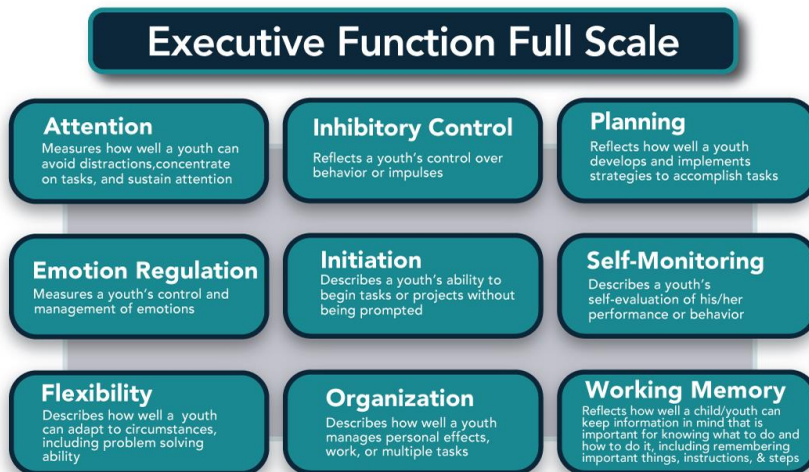 Executive Function Full Scale
Attention
Measures how well a youth can
avoid distractions,concentrate
on tasks, and sustain attention
Inhibitory Control
Reflects a youth's control over
behavior or impulses
Planning
Reflects how well a youth
develops and implements
strategies to accomplish tasks
Emotion Regulation
Measures a youth's control and
management of emotions
Initiation
Describes a youth's ability to
begin tasks or projects without
being prompted
Self-Monitoring
Describes a youth's
self-evaluation of his/her
performance or behavior
Flexibility
Describes how well a youth
can adapt to circumstances,
including problem solving
ability
Organization
Describes how well a youth
manages personal effects,
work, or multiple tasks
Working Memory
Reflects how well a child/youth can
keep information in mind that is
important for knowing what to do and
how to do it, including remembering
important things, instructions, & steps